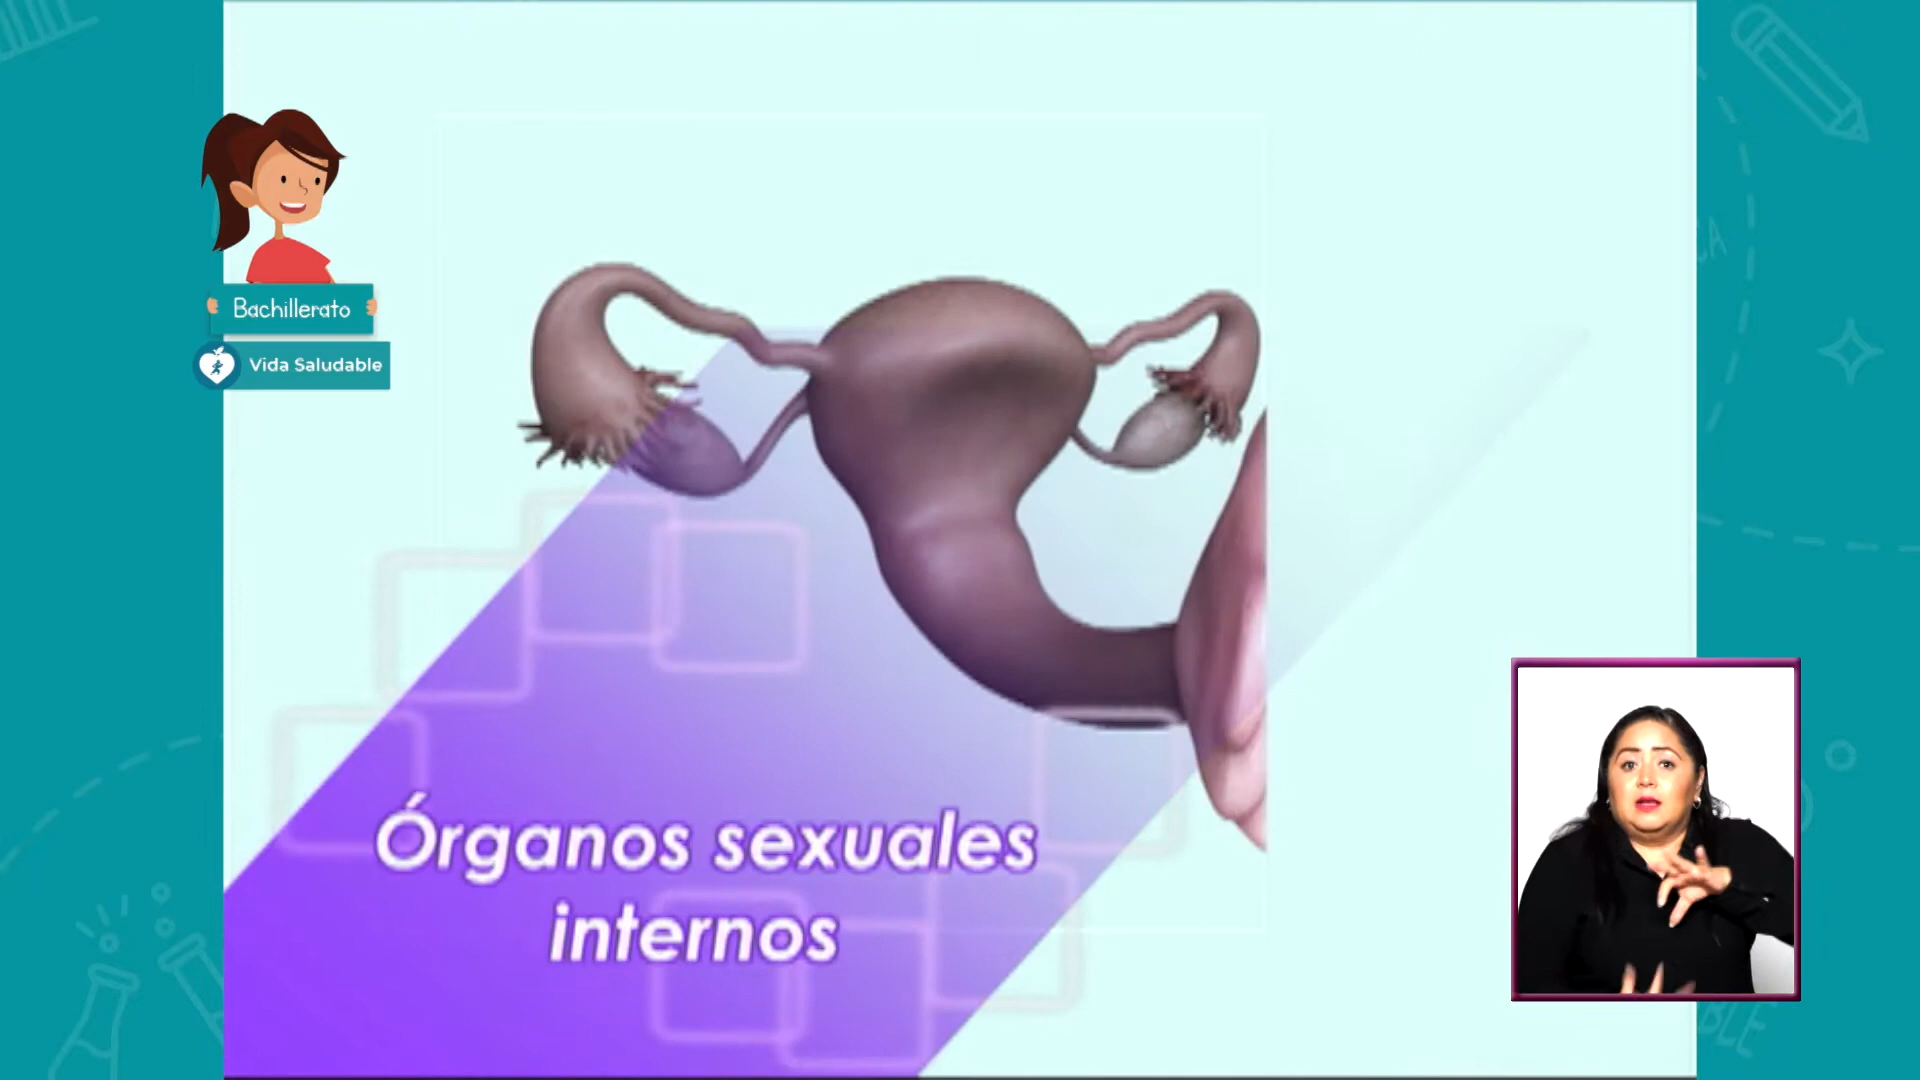 Bachillerato
Vida Saludable
Órganos sexuales
internos